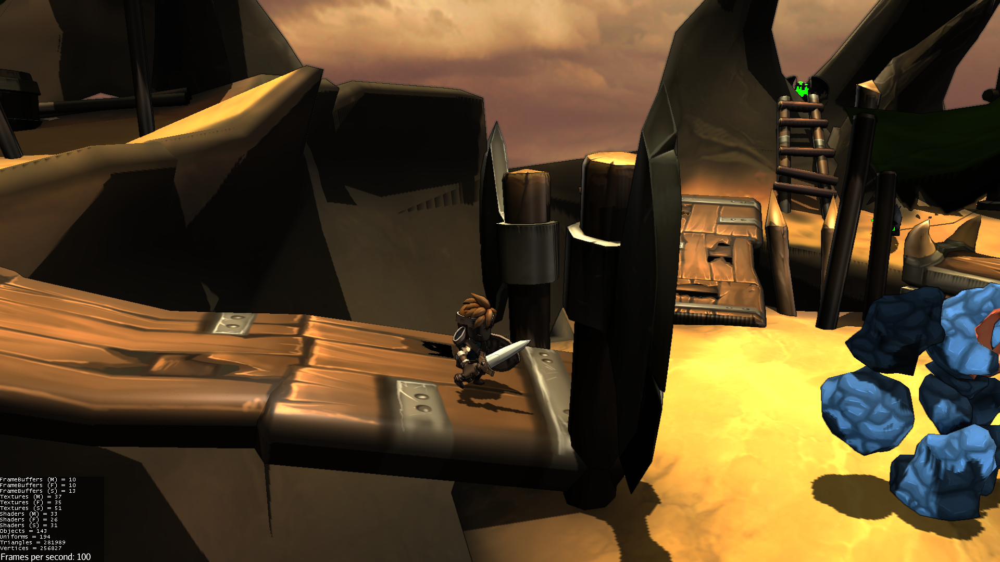 FrameBuffers (M) = 10
FrameBuffers (F) = 10
FrameBuffers (S) = 13
Textures (M) = 37
Textures (F) = 35
Textures (S) = 51
Shaders (M) = 33
Shaders (F) = 26
Shaders (S) = 31
Objects = 143
Uniforms = 194
Triangles = 281989
Vertices = 256827
Frames per second: 100